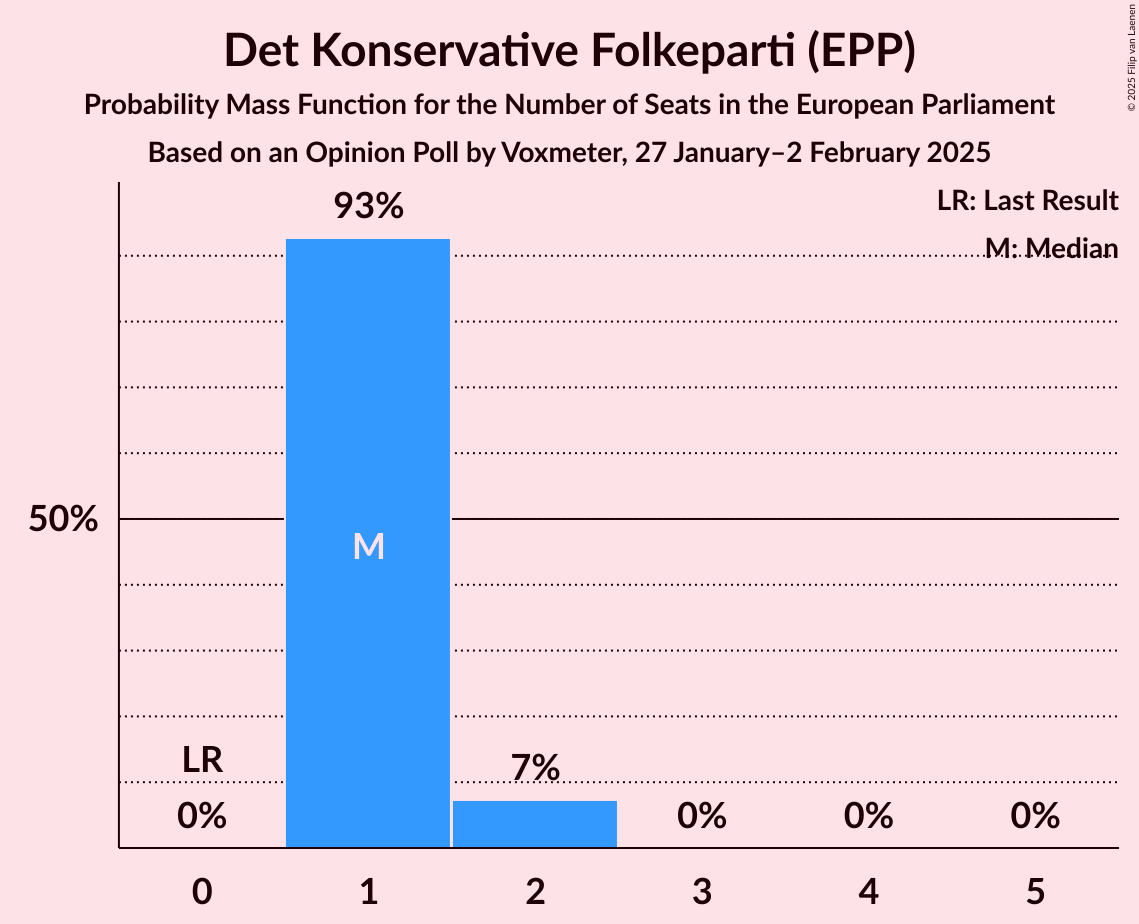 Det Konservative Folkeparti (EPP)
Probability Mass Function for the Number of Seats in the European Parliament
Based on an Opinion Poll by Voxmeter, 27 January–2 February 2025
© 2025 Filip van Laenen
LR: Last Result
M: Median
93%
50%
M
LR
7%
0%
0%
0%
0%
0
1
2
3
4
5